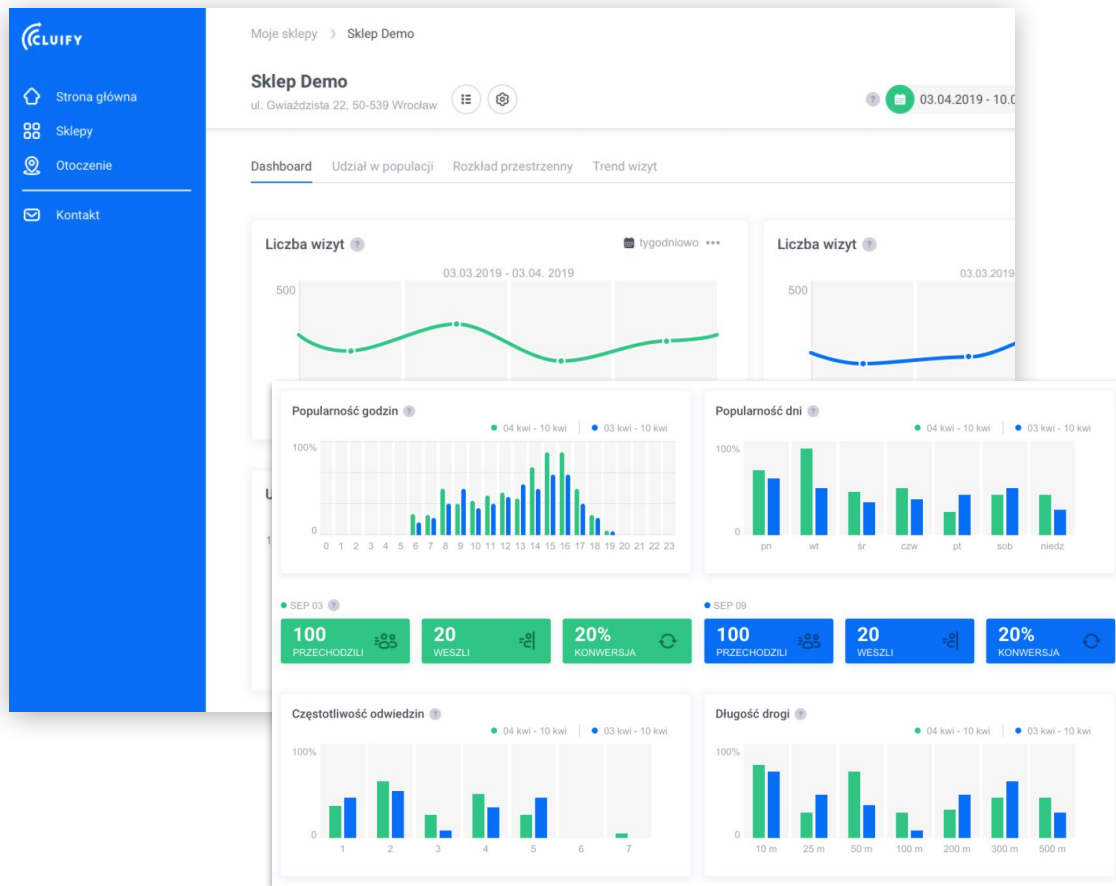 CLUIFY
Strona główna
Sklepy
Otoczenie
Kontakt
Moje sklepy > Sklep Demo
Sklep Demo
ul. Gwiaździsta 22, 50-539 Wrocław
? 03.04.2019 - 10.0
Dashboard Udział w populacji Rozkład przestrzenny Trend wizyt
Liczba wizyt ? tygodniowo •••
03.03.2019 - 03.04. 2019
500
Liczba wizyt ?
03.03.2019
500
U
1
Popularność godzin ?
04 kwi - 10 kwi 03 kwi - 10 kwi
100%
0
0 1 2 3 4 5 6 7 8 9 10 11 12 13 14 15 16 17 18 19 20 21 22 23
Popularność dni ?
04 kwi - 10 kwi 03 kwi - 10 kwi
100%
0
pn wt śr czw pt sob niedz
SEP 03 ?
100 20 20%
PRZECHODZILI WESZLI KONWERSJA
SEP 09
100 20 20%
PRZECHODZILI WESZLI KONWERSJA
Częstotliwość odwiedzin ?
04 kwi - 10 kwi 03 kwi - 10 kwi
100%
0
1 2 3 4 5 6 7
Długość drogi ?
04 kwi - 10 kwi 03 kwi - 10 kwi
100%
0
10 m 25 m 50 m 100 m 200 m 300 m 500 m